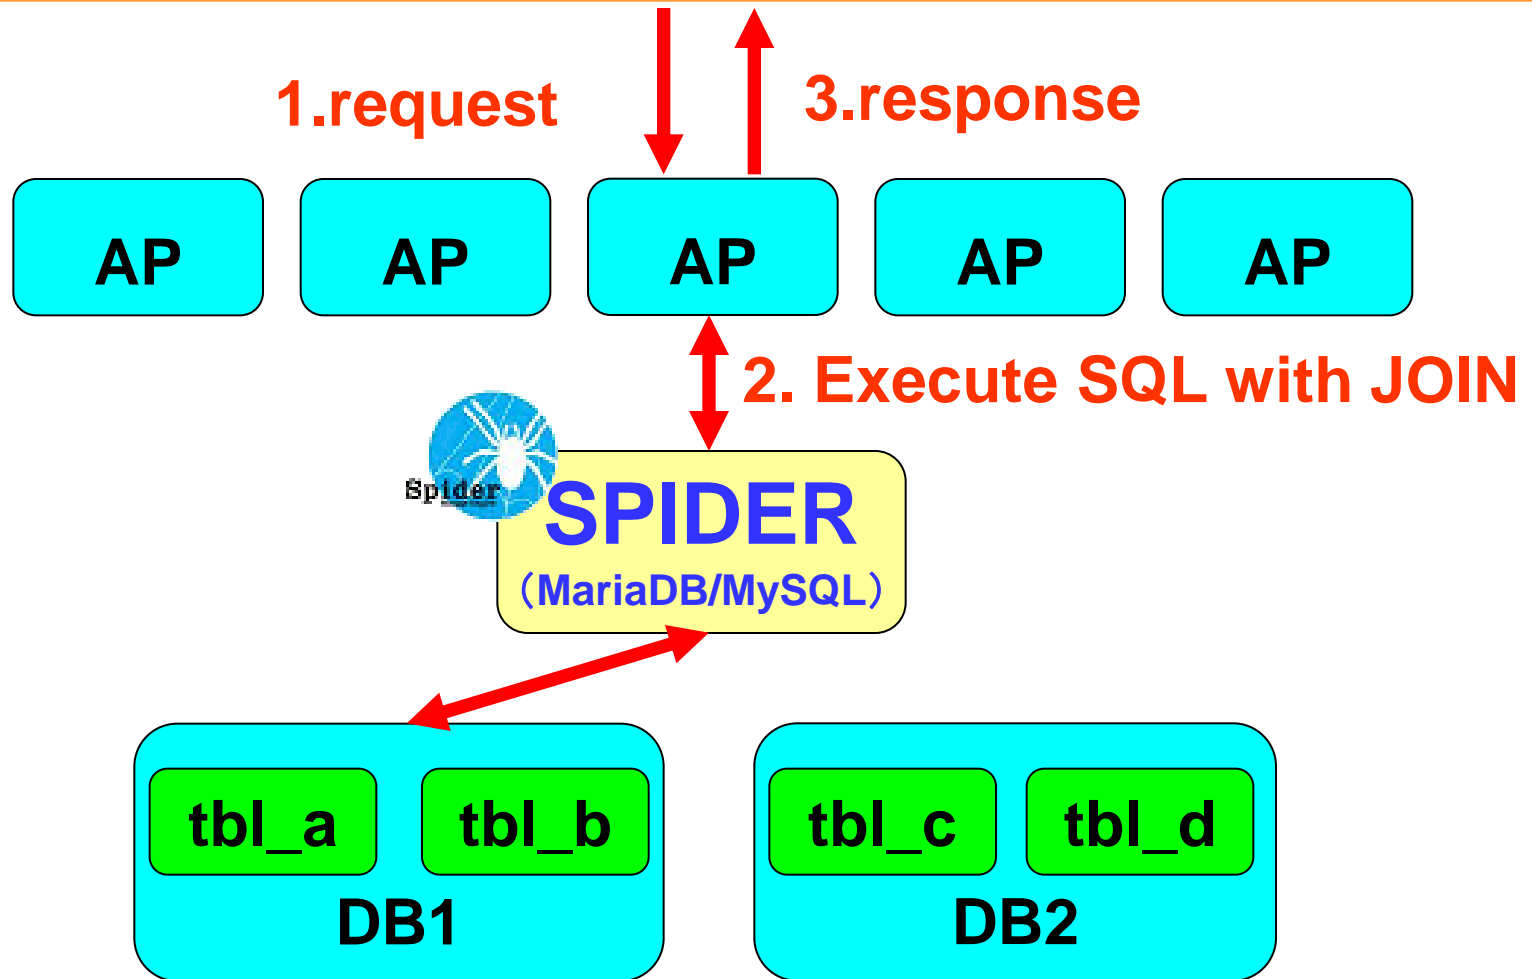 1.request
3.response
AP
AP
AP
AP
AP
2. Execute SQL with JOIN
Spider
SPIDER
（MariaDB/MySQL）
tbl_a
tbl_b
tbl_c
tbl_d
DB1
DB2